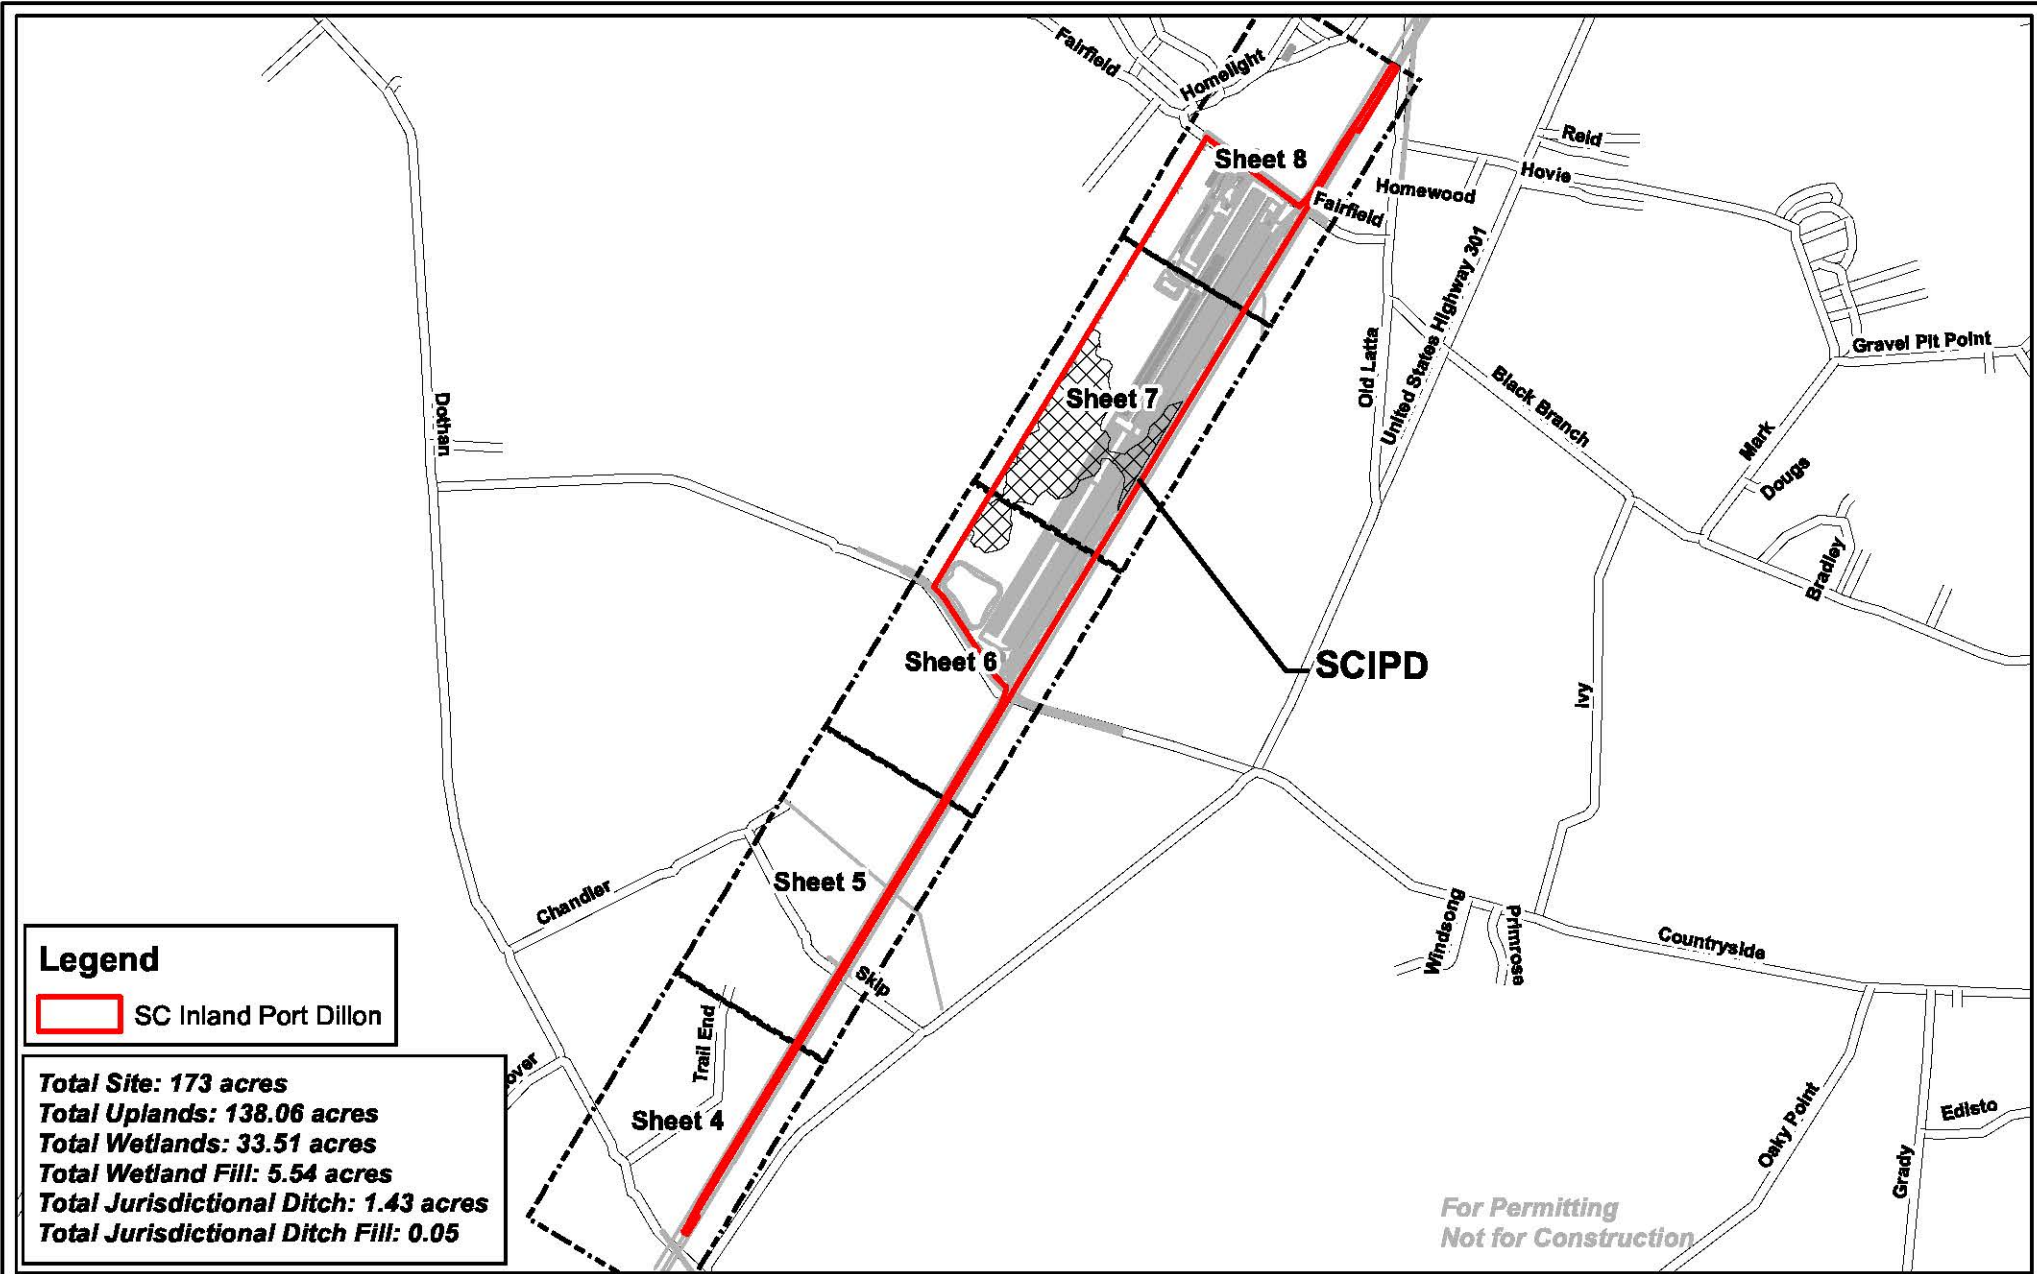 Fairfield
Homelight
Sheet 8
Reid
Hovie
Homewood
Fairfield
United States Highway 301
Old Latta
Gravel Pit Point
Black Branch
Mark
Dougs
Bradley
Sheet 7
Dothan
Sheet 6
SCIPD
Ivy
Chandler
Sheet 5
Skip
Windsong
Primrose
Countryside
Trail End
Sheet 4
Oaky Point
Edisto
Grady
Legend
SC Inland Port Dillon
over
Total Site: 173 acres
Total Uplands: 138.06 acres
Total Wetlands: 33.51 acres
Total Wetland Fill: 5.54 acres
Total Jurisdictional Ditch: 1.43 acres
Total Jurisdictional Ditch Fill: 0.05
For Permitting
Not for Construction